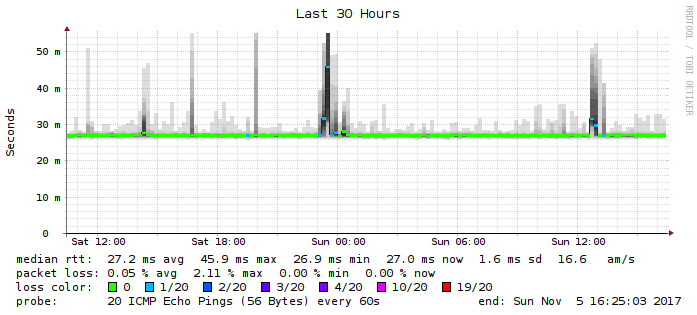 Last 30 Hours
RRDTOOL / TOBI OETIKER
Seconds
50 m
40 m
30 m
20 m
10 m
0
Sat 12:00 Sat 18:00 Sun 00:00 Sun 06:00 Sun 12:00
median rtt: 27.2 ms avg 45.9 ms max 26.9 ms min 27.0 ms now 1.6 ms sd 16.6 am/s
packet loss: 0.05 % avg 2.11 % max 0.00 % min 0.00 % now
loss color: 0 1/20 2/20 3/20 4/20 10/20 19/20
probe: 20 ICMP Echo Pings (56 Bytes) every 60s end: Sun Nov 5 16:25:03 2017